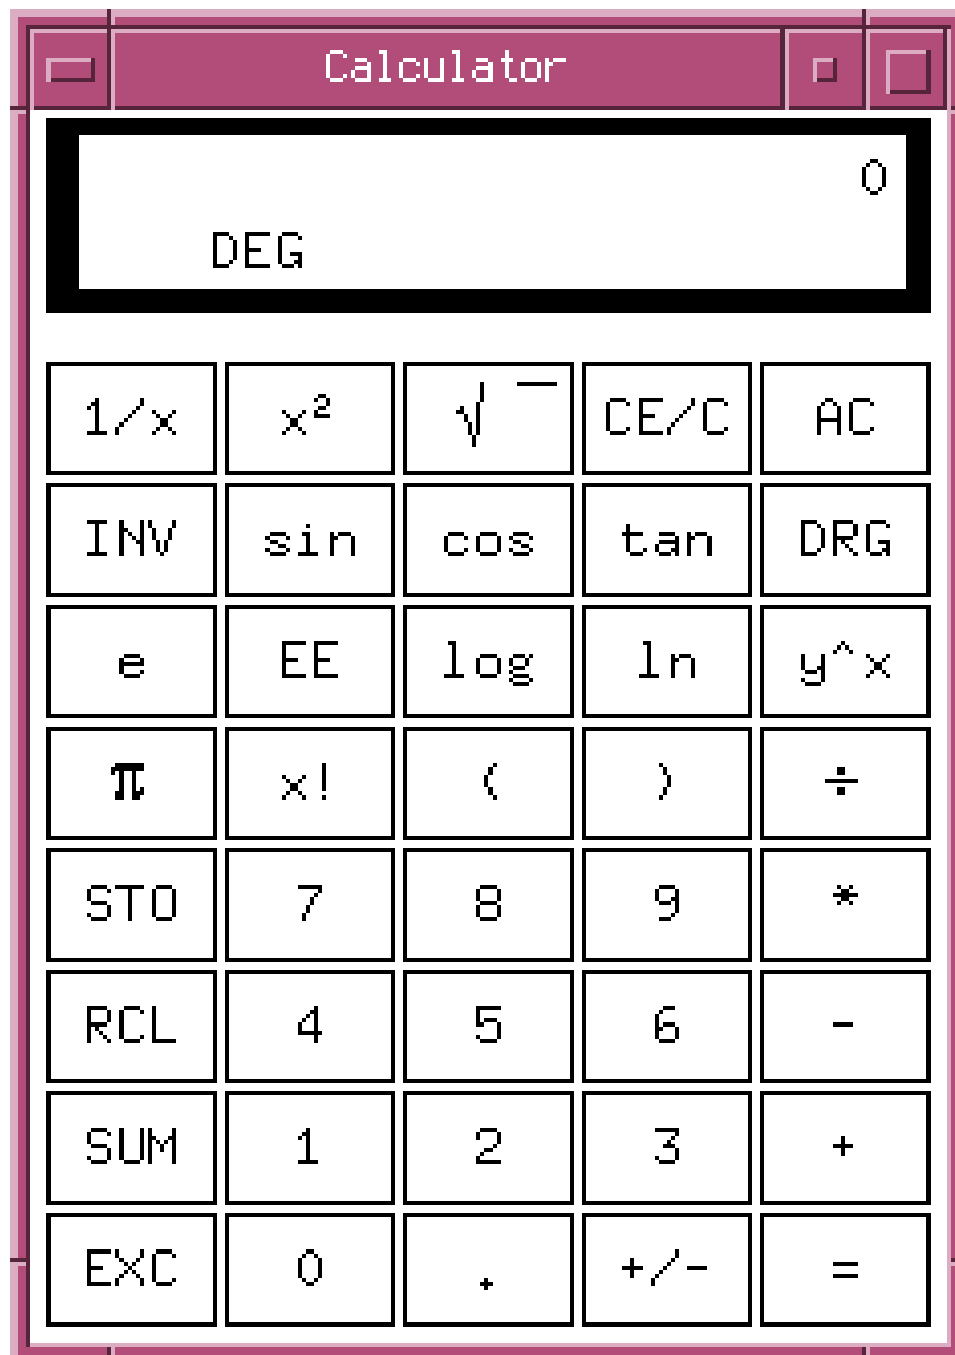 Calculator
0
DEG
1/x x² √ CE/C AC
INV sin cos tan DRG
e EE log ln y^x
π x! ( ) ÷
STO 7 8 9 *
RCL 4 5 6 -
SUM 1 2 3 +
EXC 0 . +/- =